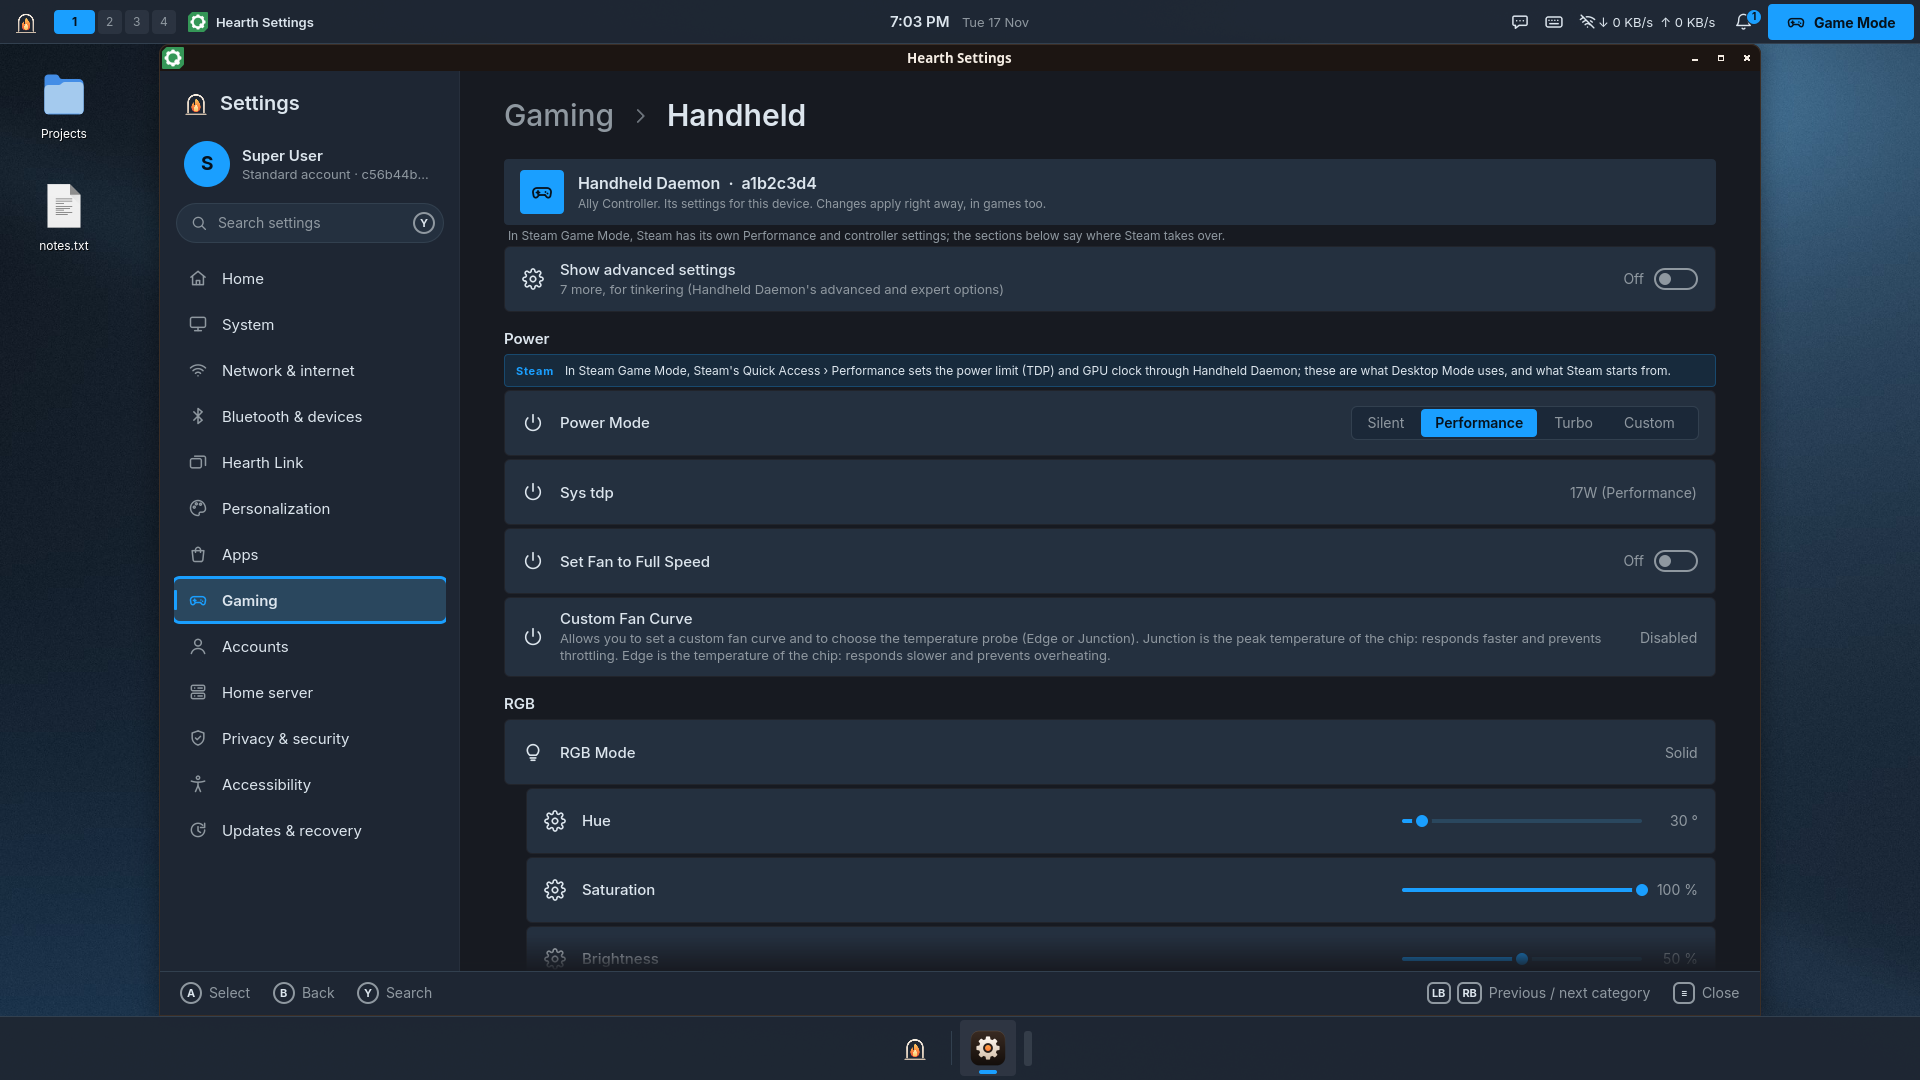 1
2
3
4
Hearth Settings
7:03 PM
Tue 17 Nov
↓ 0 KB/s ↑ 0 KB/s
1
Game Mode
Projects
notes.txt
Hearth Settings
Settings
S
Super User
Standard account · c56b44b...
Search settings
Y
Home
System
Network & internet
Bluetooth & devices
Hearth Link
Personalization
Apps
Gaming
Accounts
Home server
Privacy & security
Accessibility
Updates & recovery
Gaming > Handheld
Handheld Daemon · a1b2c3d4
Ally Controller. Its settings for this device. Changes apply right away, in games too.
In Steam Game Mode, Steam has its own Performance and controller settings; the sections below say where Steam takes over.
Show advanced settings
7 more, for tinkering (Handheld Daemon's advanced and expert options)
Off
Power
Steam In Steam Game Mode, Steam's Quick Access › Performance sets the power limit (TDP) and GPU clock through Handheld Daemon; these are what Desktop Mode uses, and what Steam starts from.
Power Mode
Silent
Performance
Turbo
Custom
Sys tdp
17W (Performance)
Set Fan to Full Speed
Off
Custom Fan Curve
Allows you to set a custom fan curve and to choose the temperature probe (Edge or Junction). Junction is the peak temperature of the chip: responds faster and prevents
throttling. Edge is the temperature of the chip: responds slower and prevents overheating.
Disabled
RGB
RGB Mode
Solid
Hue
30 °
Saturation
100 %
Brightness
50 %
A Select
B Back
Y Search
LB RB Previous / next category
≡ Close